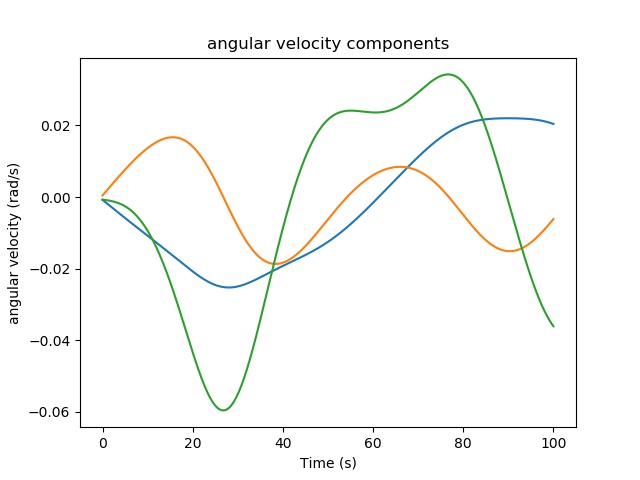 angular velocity components
angular velocity (rad/s)
0.02
0.00
−0.02
−0.04
−0.06
0 20 40 60 80 100
Time (s)